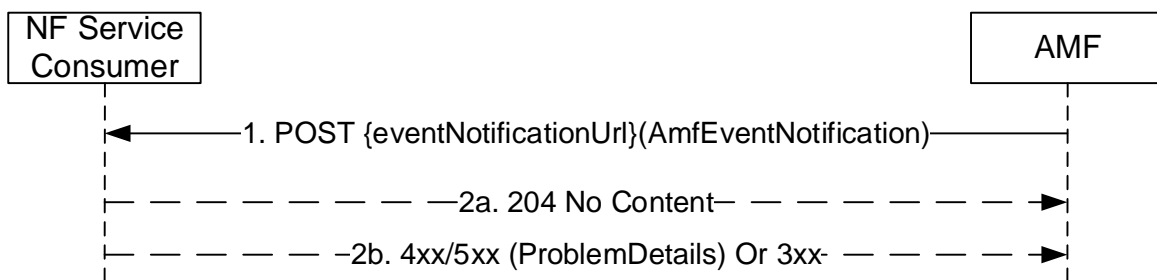 NF Service
Consumer
AMF
1. POST {eventNotificationUrl}(AmfEventNotification)
2a. 204 No Content
2b. 4xx/5xx (ProblemDetails) Or 3xx